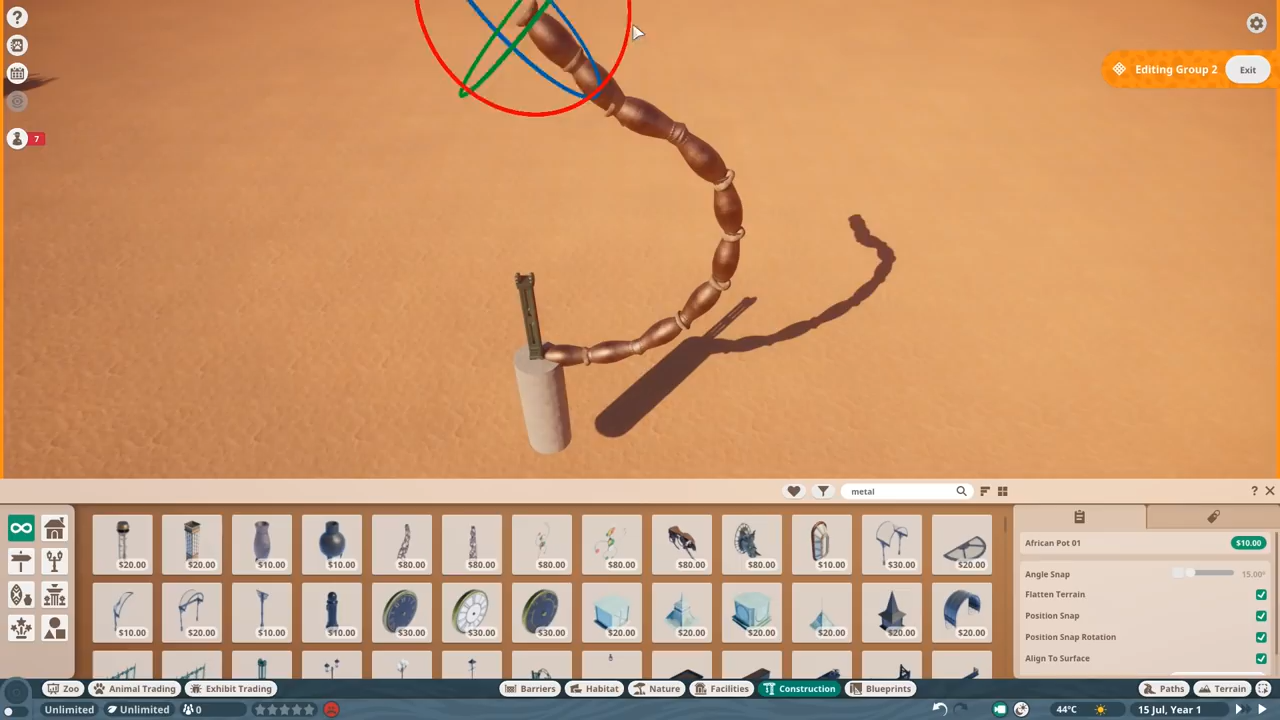 Editing Group 2
Exit
7
metal
$20.00
$20.00
$10.00
$10.00
$80.00
$80.00
$80.00
$80.00
$80.00
$80.00
$10.00
$30.00
$20.00
$10.00
$20.00
$10.00
$10.00
$30.00
$30.00
$30.00
$20.00
$20.00
$20.00
$20.00
$20.00
$20.00
African Pot 01
$10.00
Angle Snap
15.00°
Flatten Terrain
Position Snap
Position Snap Rotation
Align To Surface
Zoo
Animal Trading
Exhibit Trading
Barriers
Habitat
Nature
Facilities
Construction
Blueprints
Paths
Terrain
Unlimited
Unlimited
0
44°C
15 Jul, Year 1